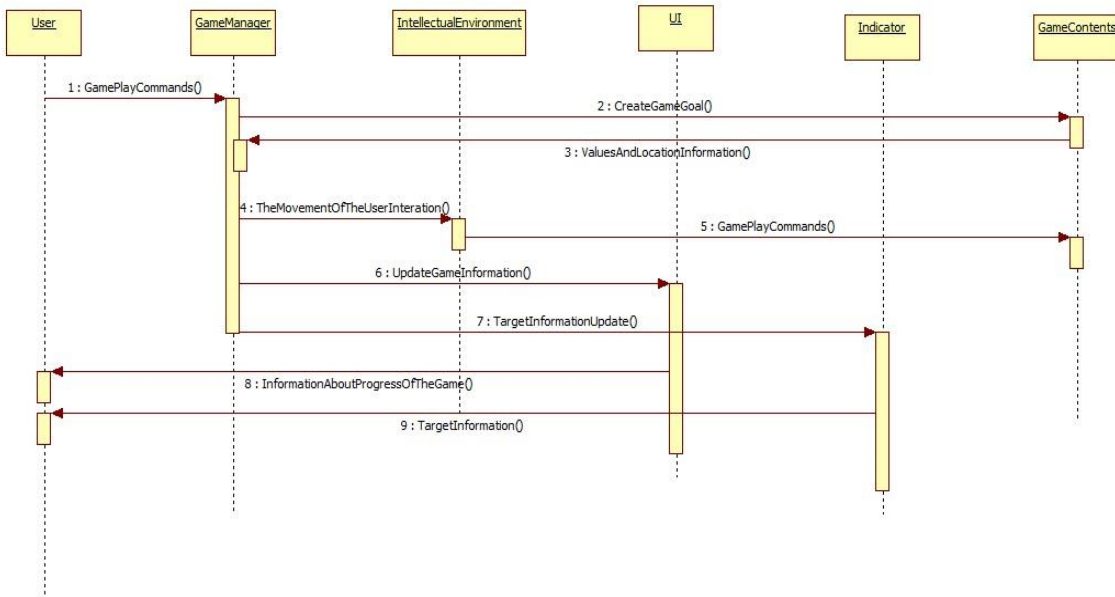 User
GameManager
IntellectualEnvironment
UI
Indicator
GameContents
1 : GamePlayCommands()
2 : CreateGameGoal()
3 : ValuesAndLocationInformation()
4 : TheMovementOfTheUserInteration()
5 : GamePlayCommands()
6 : UpdateGameInformation()
7 : TargetInformationUpdate()
8 : InformationAboutProgressOfTheGame()
9 : TargetInformation()